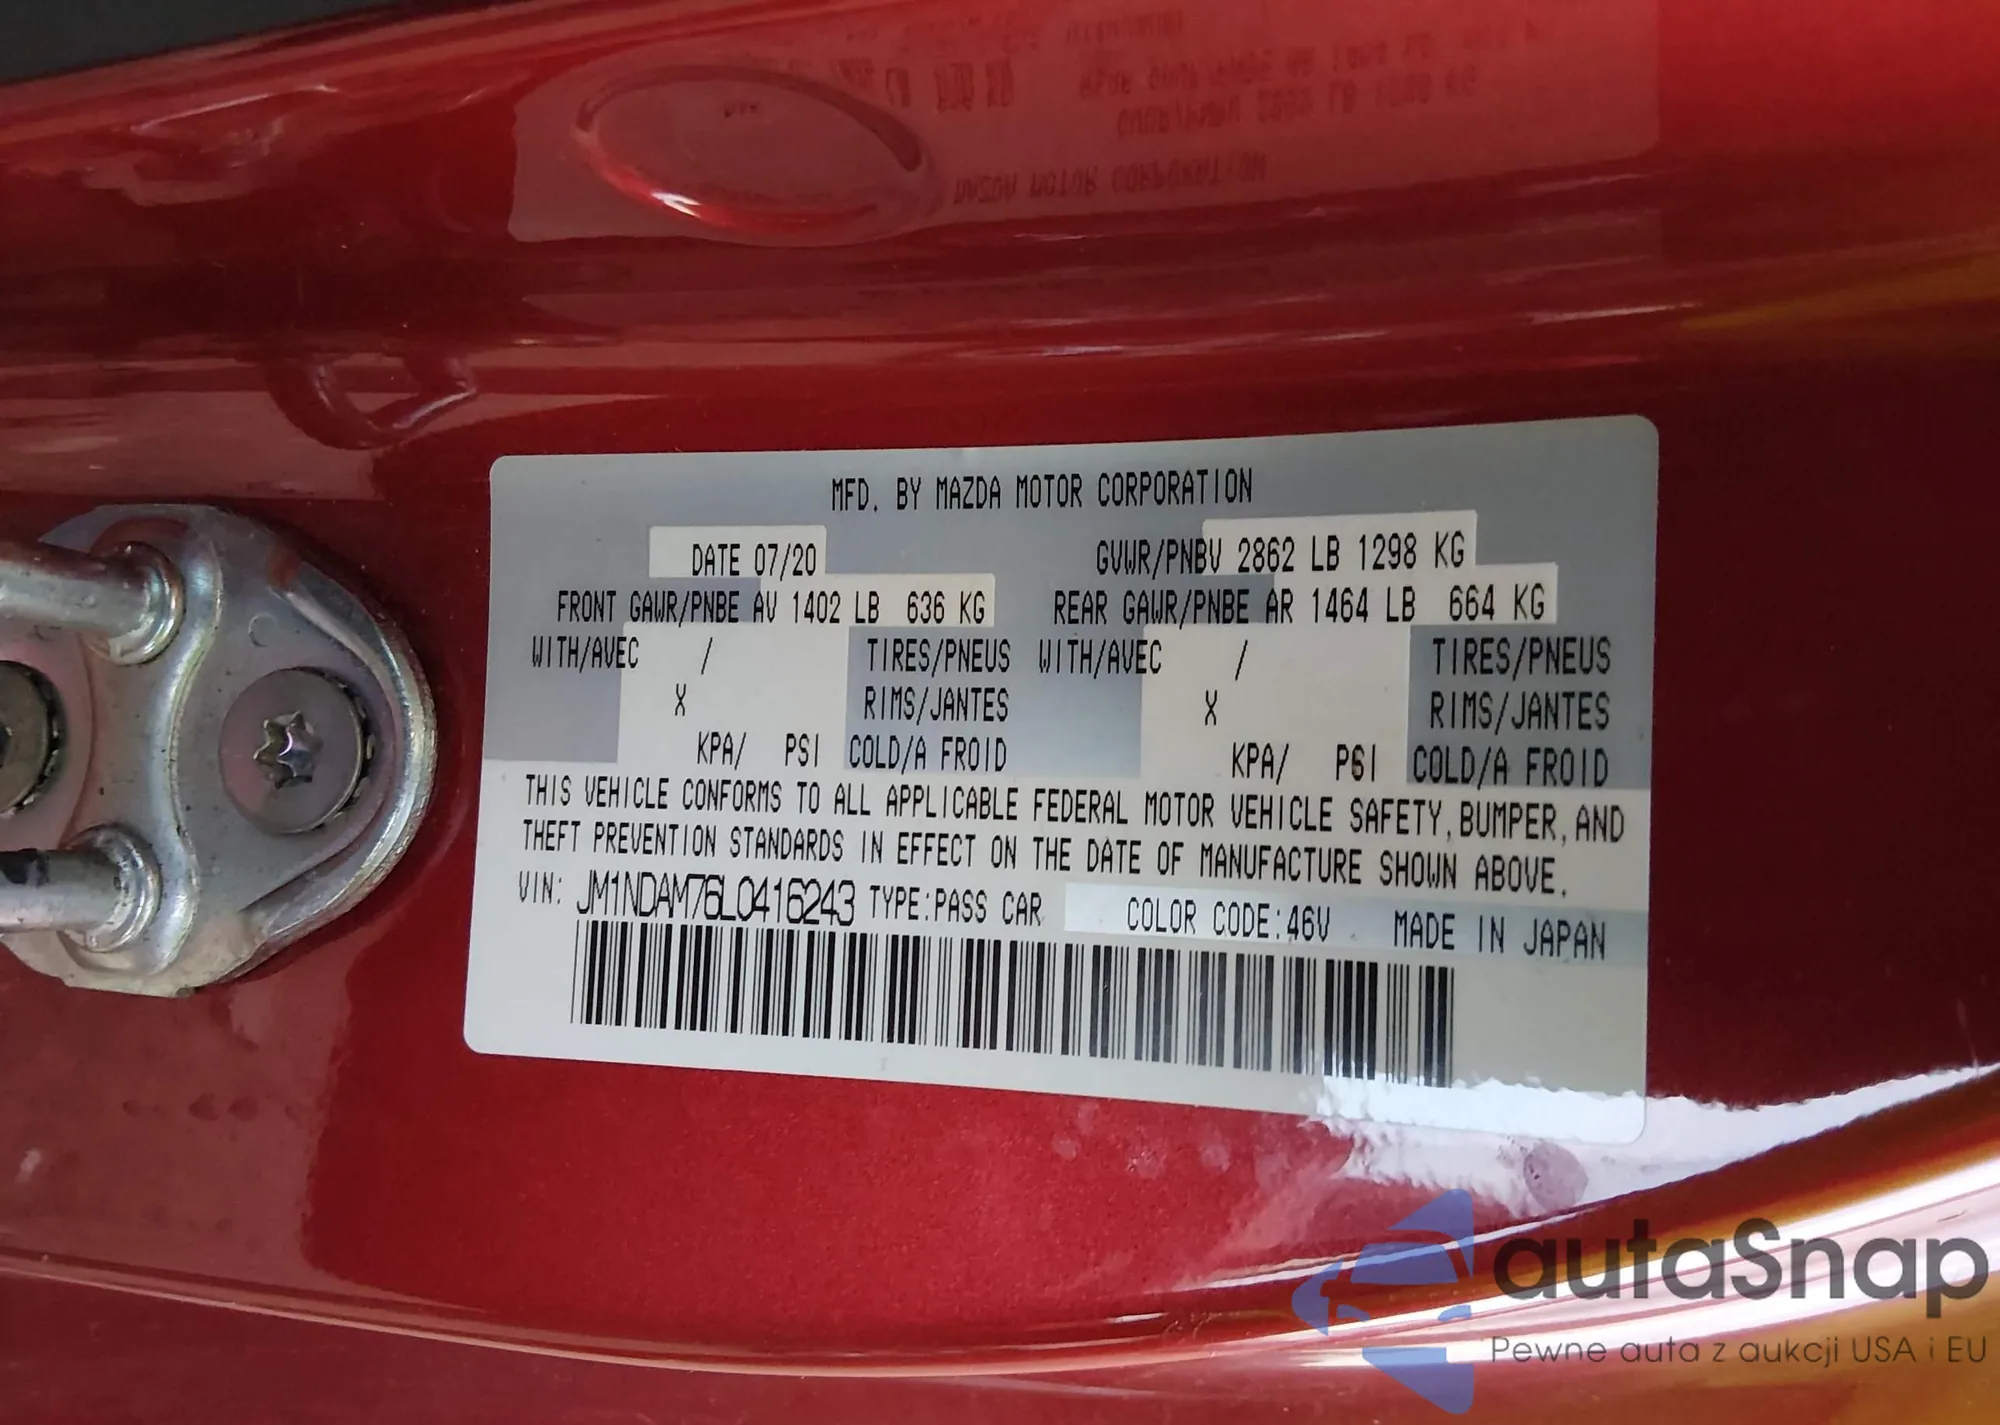 MFD. BY MAZDA MOTOR CORPORATION
DATE 07/20 GVWR/PNBV 2862 LB 1298 KG
FRONT GAWR/PNBE AV 1402 LB 636 KG REAR GAWR/PNBE AR 1464 LB 664 KG
WITH/AVEC / TIRES/PNEUS WITH/AVEC / TIRES/PNEUS
X RIMS/JANTES X RIMS/JANTES
KPA/ PSI COLD/A FROID KPA/ PSI COLD/A FROID
THIS VEHICLE CONFORMS TO ALL APPLICABLE FEDERAL MOTOR VEHICLE SAFETY, BUMPER, AND
THEFT PREVENTION STANDARDS IN EFFECT ON THE DATE OF MANUFACTURE SHOWN ABOVE.
VIN: JM1NDAM76L0416243 TYPE:PASS CAR COLOR CODE:46V MADE IN JAPAN
autaSnap
Pewne auta z aukcji USA i EU